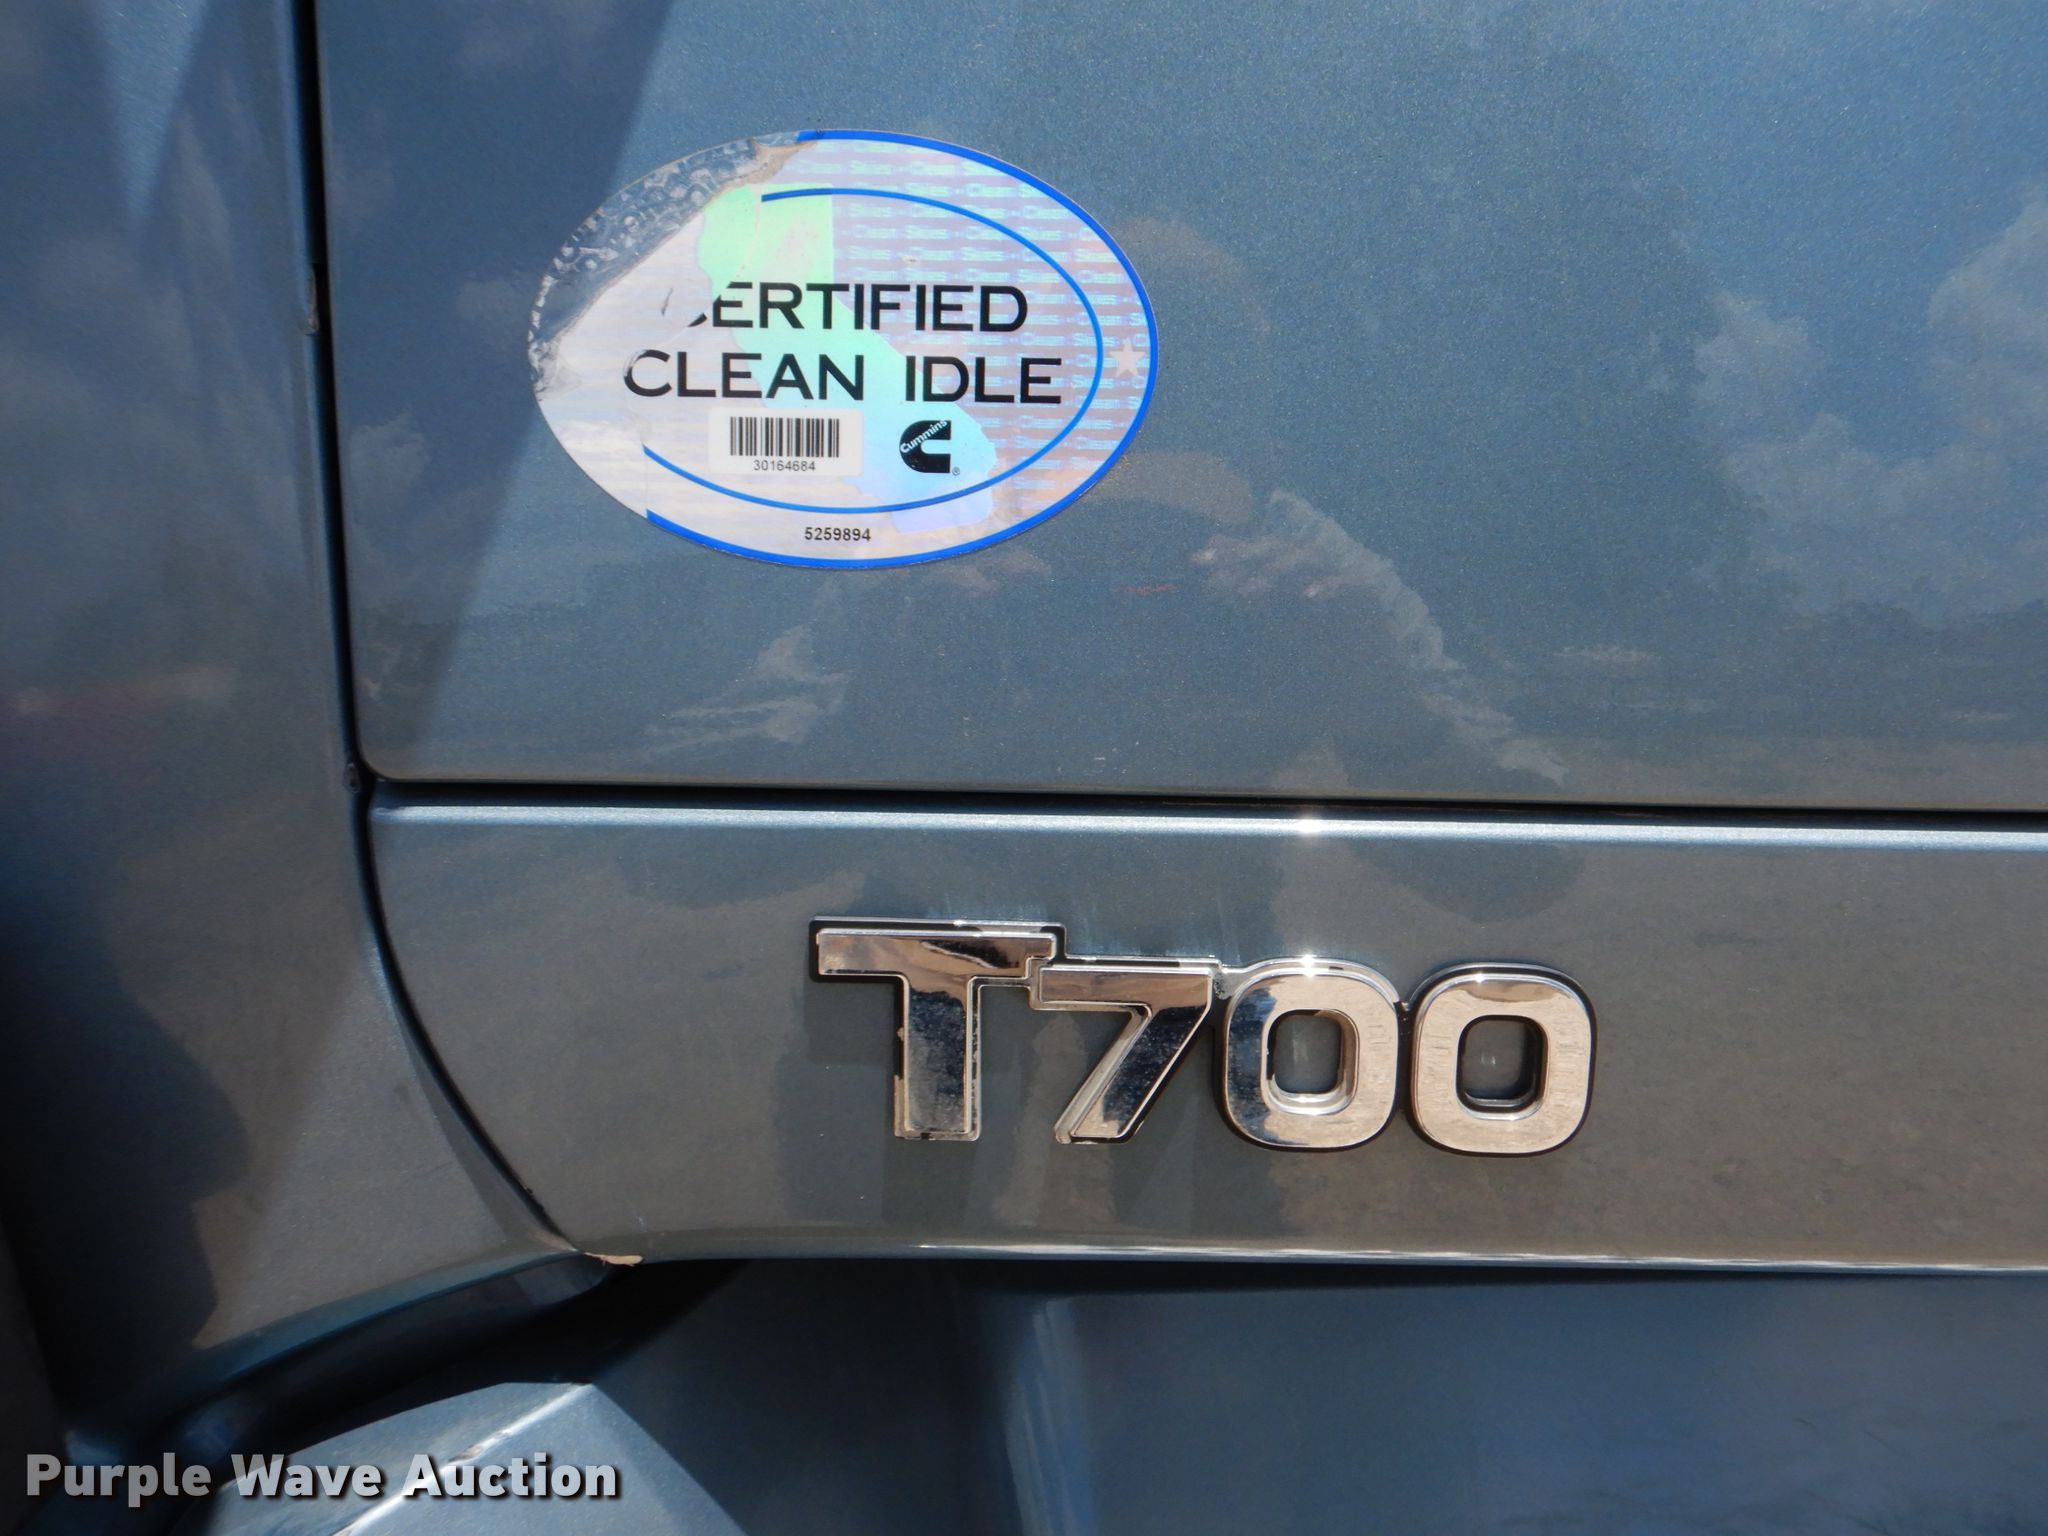 ERTIFIED
CLEAN IDLE
30164684
Cummins
®
5259894
T700
Purple Wave Auction